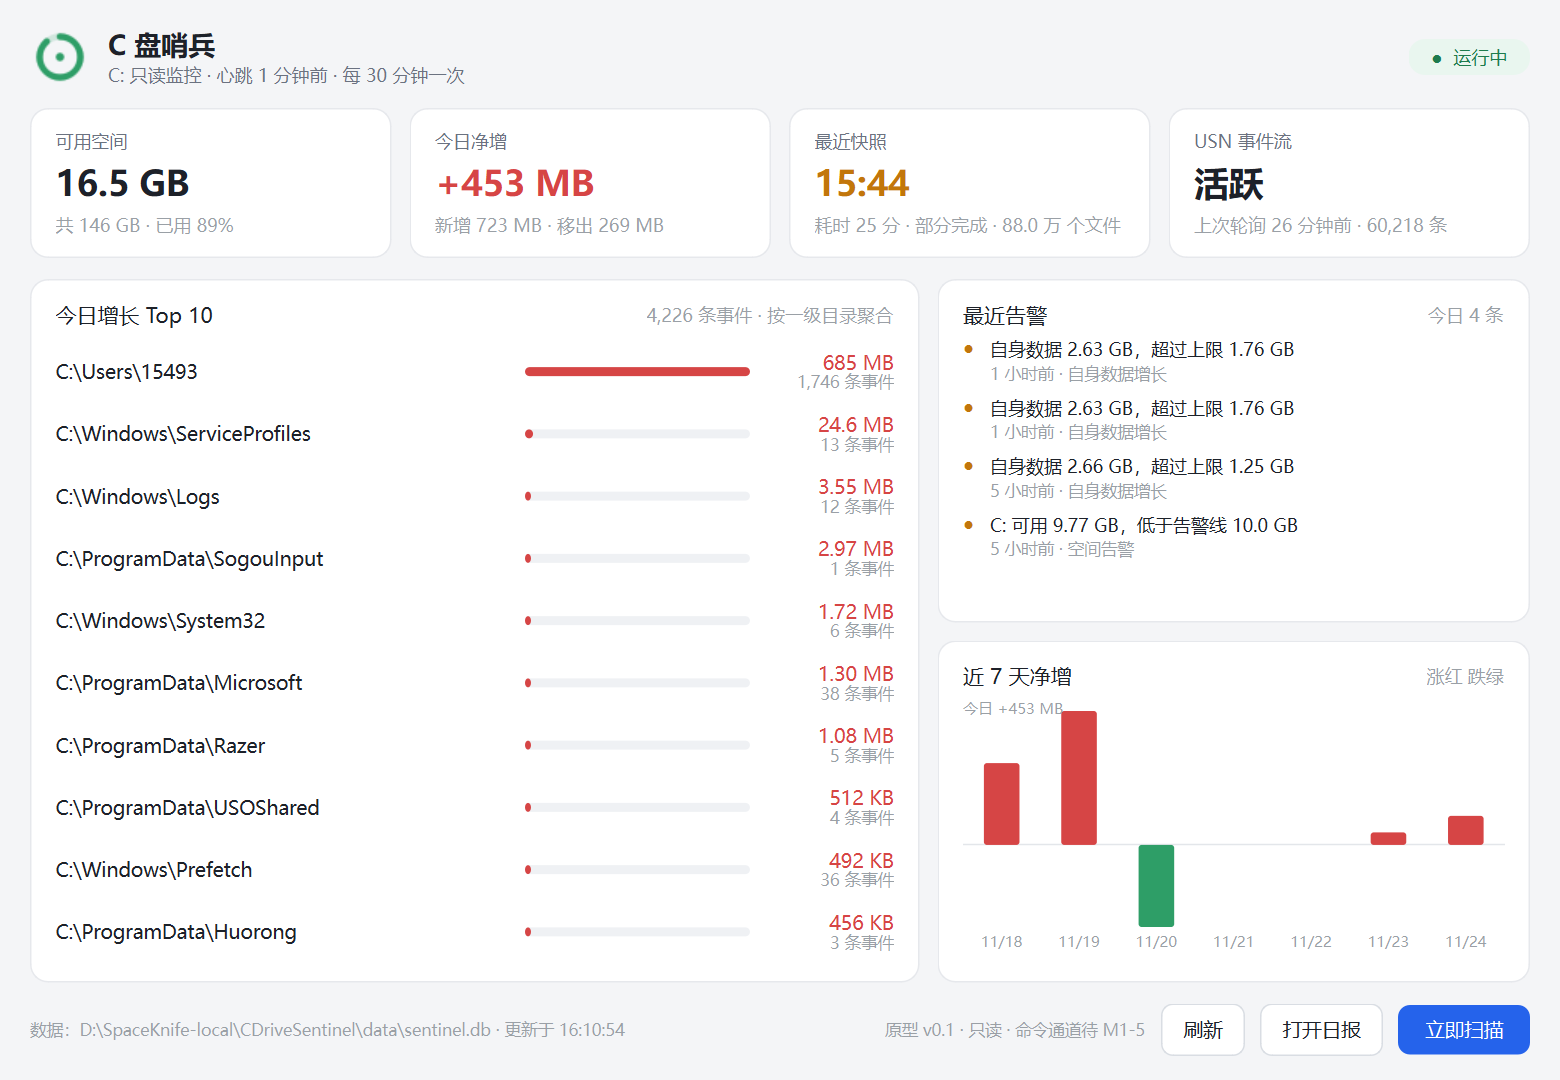 C 盘哨兵
C: 只读监控 · 心跳 1 分钟前 · 每 30 分钟一次
运行中
可用空间
16.5 GB
共 146 GB · 已用 89%
今日净增
+453 MB
新增 723 MB · 移出 269 MB
最近快照
15:44
耗时 25 分 · 部分完成 · 88.0 万 个文件
USN 事件流
活跃
上次轮询 26 分钟前 · 60,218 条
今日增长 Top 10
4,226 条事件 · 按一级目录聚合
C:\Users\15493
685 MB
1,746 条事件
C:\Windows\ServiceProfiles
24.6 MB
13 条事件
C:\Windows\Logs
3.55 MB
12 条事件
C:\ProgramData\SogouInput
2.97 MB
1 条事件
C:\Windows\System32
1.72 MB
6 条事件
C:\ProgramData\Microsoft
1.30 MB
38 条事件
C:\ProgramData\Razer
1.08 MB
5 条事件
C:\ProgramData\USOShared
512 KB
4 条事件
C:\Windows\Prefetch
492 KB
36 条事件
C:\ProgramData\Huorong
456 KB
3 条事件
最近告警
今日 4 条
自身数据 2.63 GB，超过上限 1.76 GB
1 小时前 · 自身数据增长
自身数据 2.63 GB，超过上限 1.76 GB
1 小时前 · 自身数据增长
自身数据 2.66 GB，超过上限 1.25 GB
5 小时前 · 自身数据增长
C: 可用 9.77 GB，低于告警线 10.0 GB
5 小时前 · 空间告警
近 7 天净增
涨红 跌绿
今日 +453 MB
11/18
11/19
11/20
11/21
11/22
11/23
11/24
数据：D:\SpaceKnife-local\CDriveSentinel\data\sentinel.db · 更新于 16:10:54
原型 v0.1 · 只读 · 命令通道待 M1-5
刷新
打开日报
立即扫描